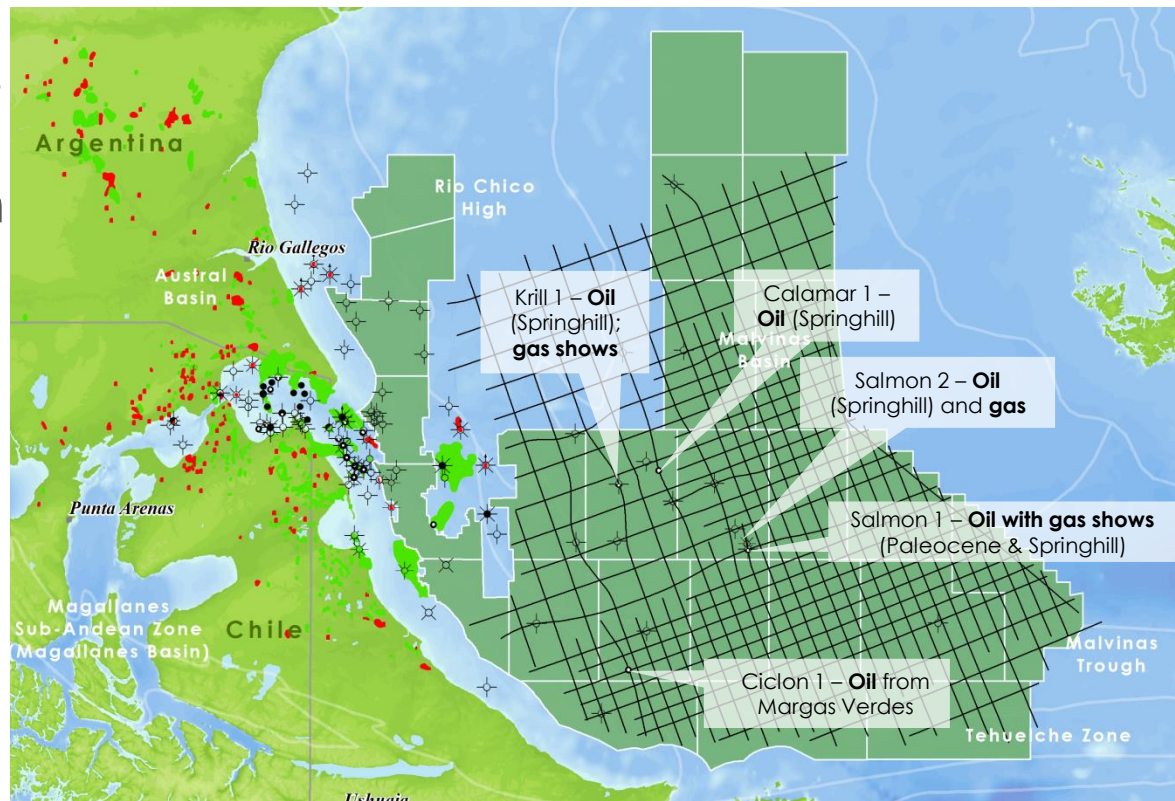 Argentina
Rio Chico
High
Rio Gallegos
Austral
Basin
Krill 1 – Oil
(Springhill);
gas shows
Calamar 1 –
Oil (Springhill)
Malvinas
Basin
Salmon 2 – Oil
(Springhill) and gas
Punta Arenas
Salmon 1 – Oil with gas shows
(Paleocene & Springhill)
Magallanes
Sub-Andean Zone
(Magallanes Basin)
Chile
Malvinas
Trough
Ciclon 1 – Oil from
Margas Verdes
Tehuelche Zone
Ushuaia